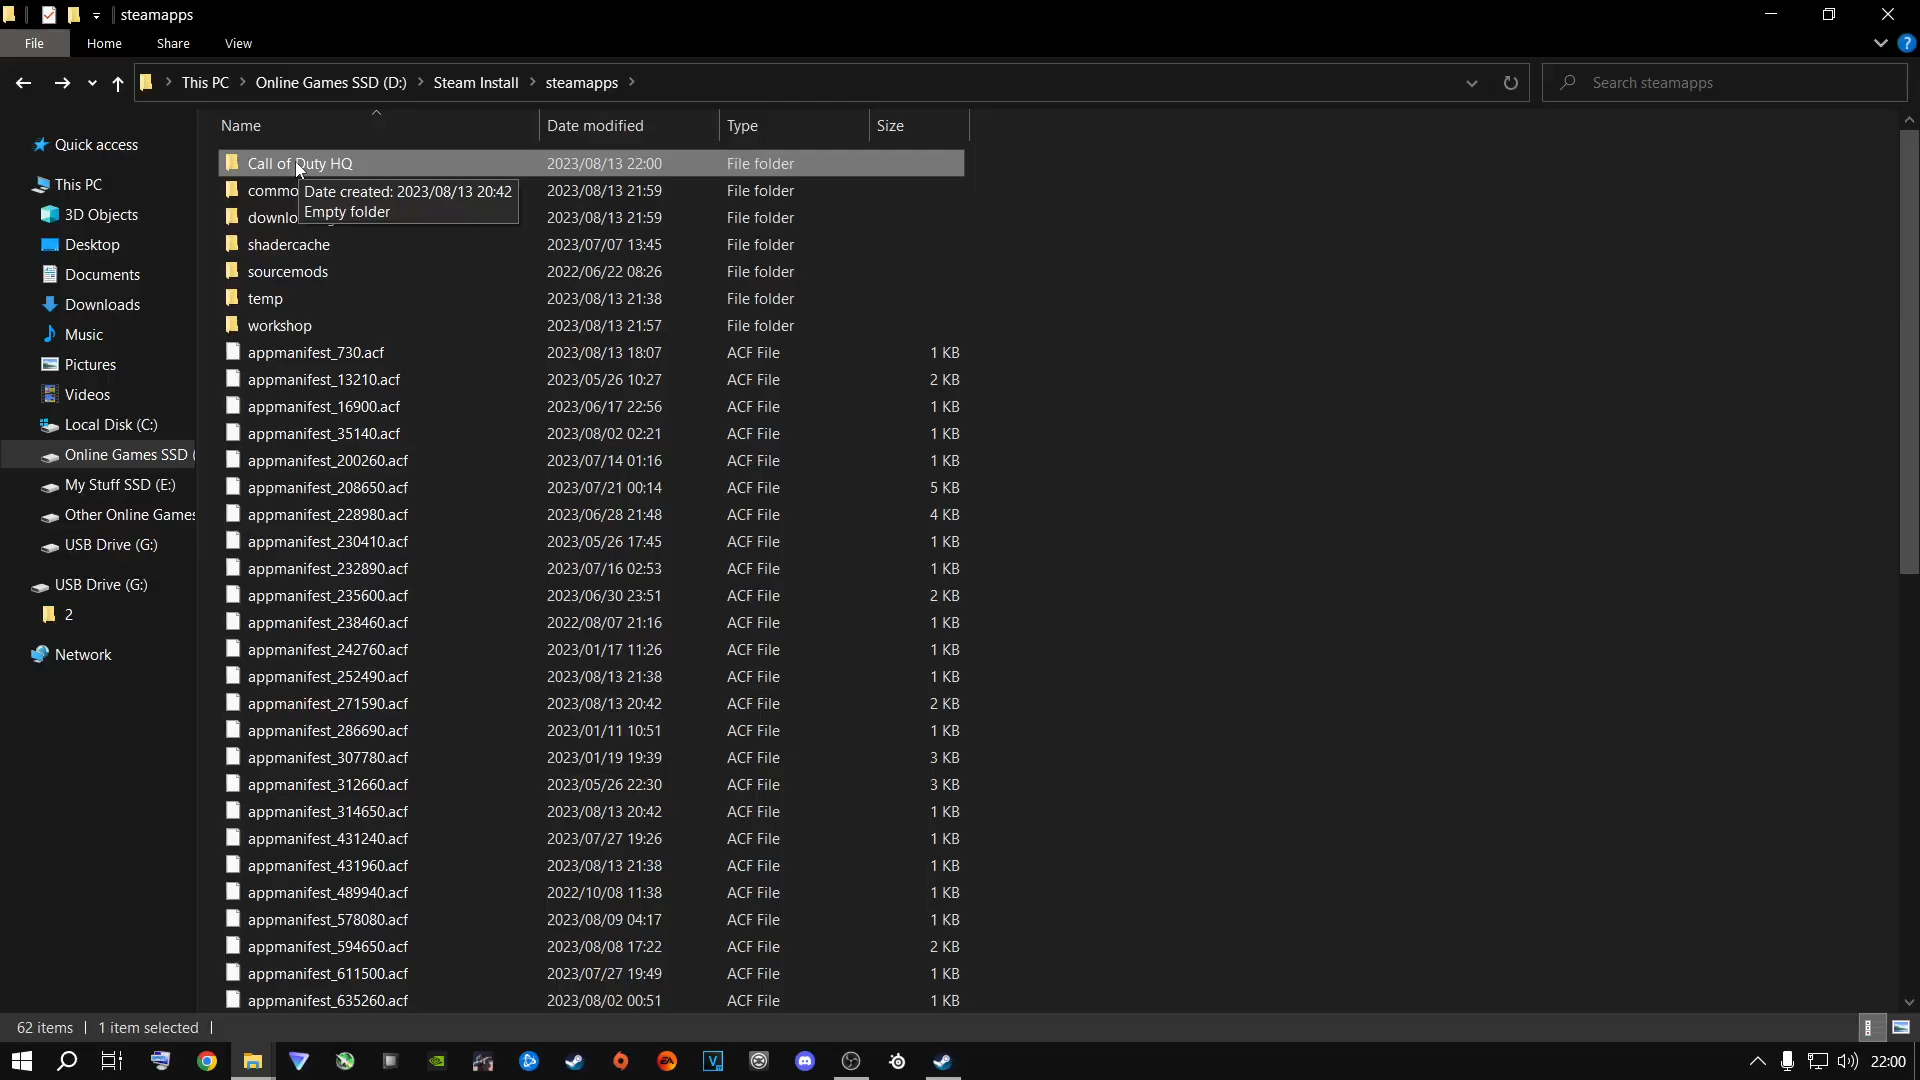 steamapps
File Home Share View
This PC Online Games SSD (D:) Steam Install steamapps
Search steamapps
Name Date modified Type Size
Quick access
This PC
3D Objects
Desktop
Documents
Downloads
Music
Pictures
Videos
Local Disk (C:)
Online Games SSD (
My Stuff SSD (E:)
Other Online Games
USB Drive (G:)
USB Drive (G:)
2
Network
Call of Duty HQ 2023/08/13 22:00 File folder
commo 2023/08/13 21:59 File folder
downlo 2023/08/13 21:59 File folder
Date created: 2023/08/13 20:42
Empty folder
shadercache 2023/07/07 13:45 File folder
sourcemods 2022/06/22 08:26 File folder
temp 2023/08/13 21:38 File folder
workshop 2023/08/13 21:57 File folder
appmanifest_730.acf 2023/08/13 18:07 ACF File 1 KB
appmanifest_13210.acf 2023/05/26 10:27 ACF File 2 KB
appmanifest_16900.acf 2023/06/17 22:56 ACF File 1 KB
appmanifest_35140.acf 2023/08/02 02:21 ACF File 1 KB
appmanifest_200260.acf 2023/07/14 01:16 ACF File 1 KB
appmanifest_208650.acf 2023/07/21 00:14 ACF File 5 KB
appmanifest_228980.acf 2023/06/28 21:48 ACF File 4 KB
appmanifest_230410.acf 2023/05/26 17:45 ACF File 1 KB
appmanifest_232890.acf 2023/07/16 02:53 ACF File 1 KB
appmanifest_235600.acf 2023/06/30 23:51 ACF File 2 KB
appmanifest_238460.acf 2022/08/07 21:16 ACF File 1 KB
appmanifest_242760.acf 2023/01/17 11:26 ACF File 1 KB
appmanifest_252490.acf 2023/08/13 21:38 ACF File 1 KB
appmanifest_271590.acf 2023/08/13 20:42 ACF File 2 KB
appmanifest_286690.acf 2023/01/11 10:51 ACF File 1 KB
appmanifest_307780.acf 2023/01/19 19:39 ACF File 3 KB
appmanifest_312660.acf 2023/05/26 22:30 ACF File 3 KB
appmanifest_314650.acf 2023/08/13 20:42 ACF File 1 KB
appmanifest_431240.acf 2023/07/27 19:26 ACF File 1 KB
appmanifest_431960.acf 2023/08/13 21:38 ACF File 1 KB
appmanifest_489940.acf 2022/10/08 11:38 ACF File 1 KB
appmanifest_578080.acf 2023/08/09 04:17 ACF File 1 KB
appmanifest_594650.acf 2023/08/08 17:22 ACF File 2 KB
appmanifest_611500.acf 2023/07/27 19:49 ACF File 1 KB
appmanifest_635260.acf 2023/08/02 00:51 ACF File 1 KB
62 items 1 item selected
22:00